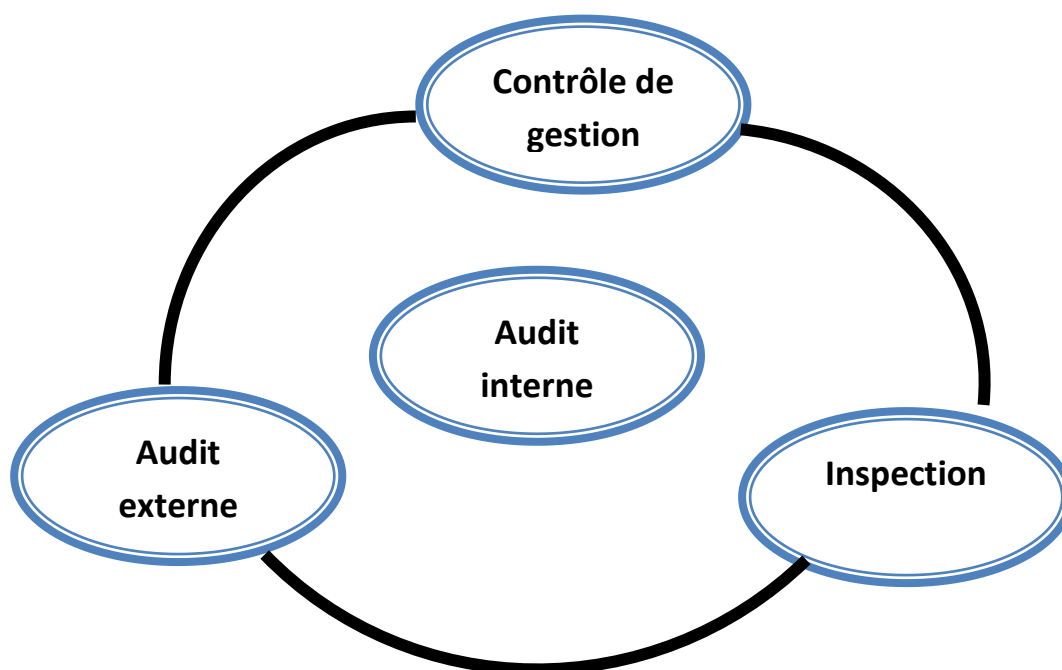 Contrôle de
gestion
Audit
interne
Audit
externe
Inspection